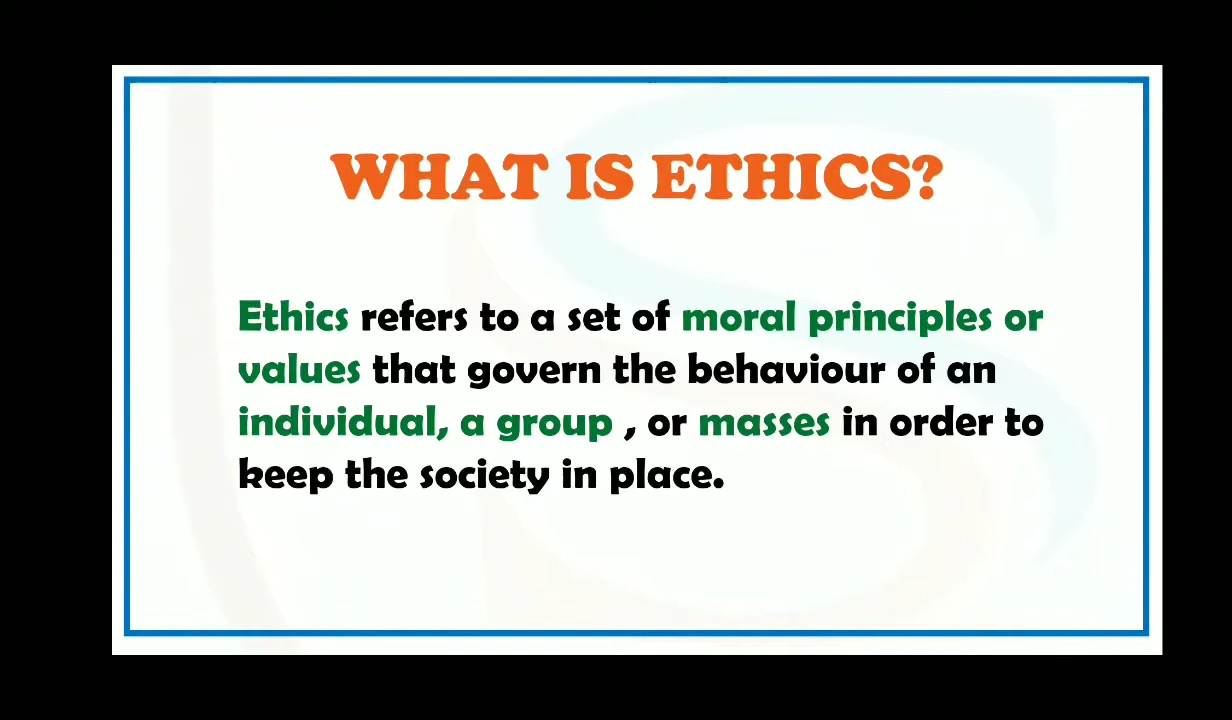 WHAT IS ETHICS?
Ethics refers to a set of moral principles or
values that govern the behaviour of an
individual, a group , or masses in order to
keep the society in place.